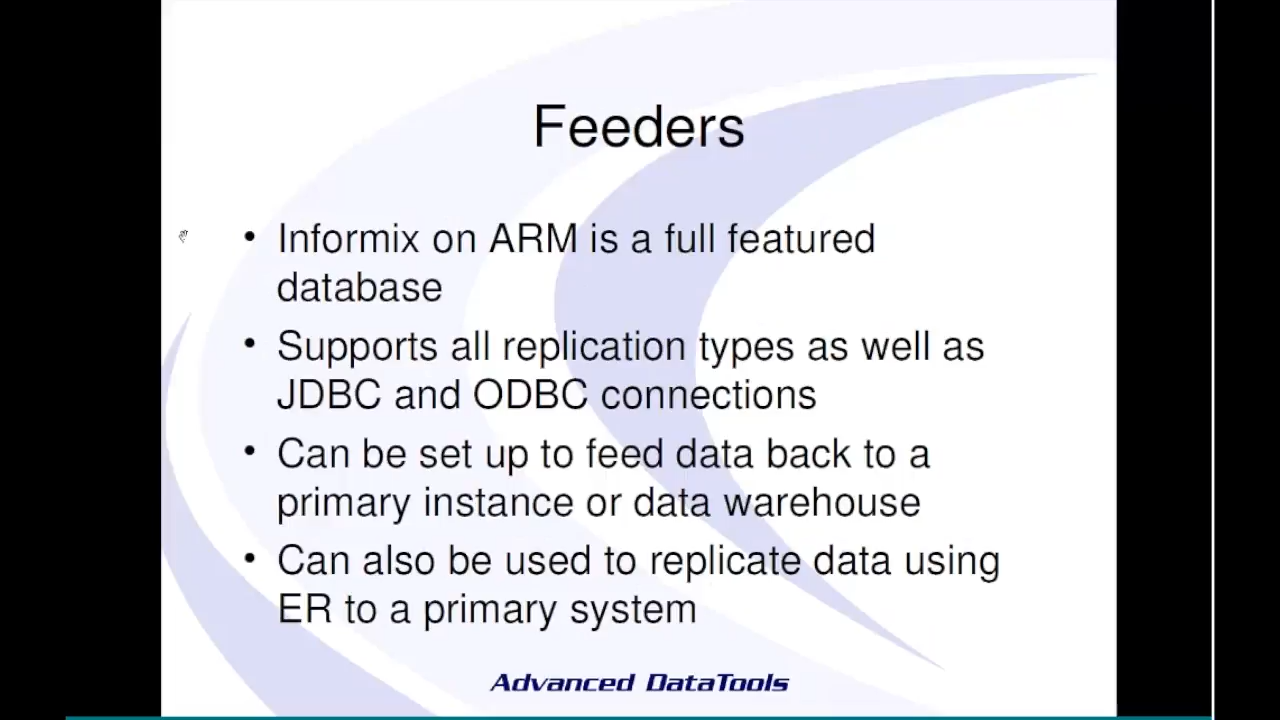 Feeders
• Informix on ARM is a full featured
database
• Supports all replication types as well as
JDBC and ODBC connections
• Can be set up to feed data back to a
primary instance or data warehouse
• Can also be used to replicate data using
ER to a primary system
Advanced DataTools